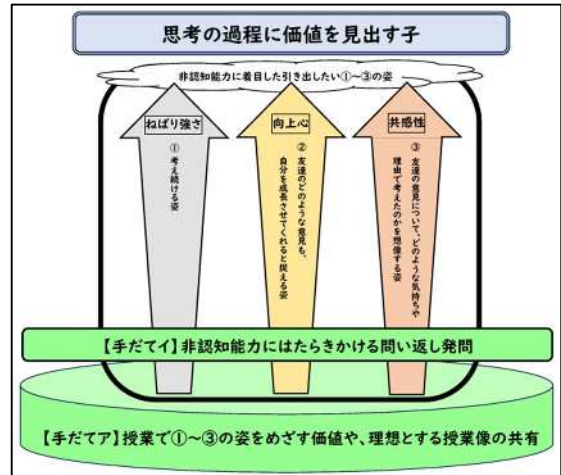 思考の過程に価値を見出す子
非認知能力に着目した引き出したい①〜③の姿
ねばり強さ
①考え続ける姿
向上心
②友達のどのような意見も、
自分を成長させてくれると捉える姿
共感性
③友達の意見について、どのような気持ちや
理由で考えたのかを想像する姿
【手だてイ】非認知能力にはたらきかける問い返し発問
【手だてア】授業で①〜③の姿をめざす価値や、理想とする授業像の共有